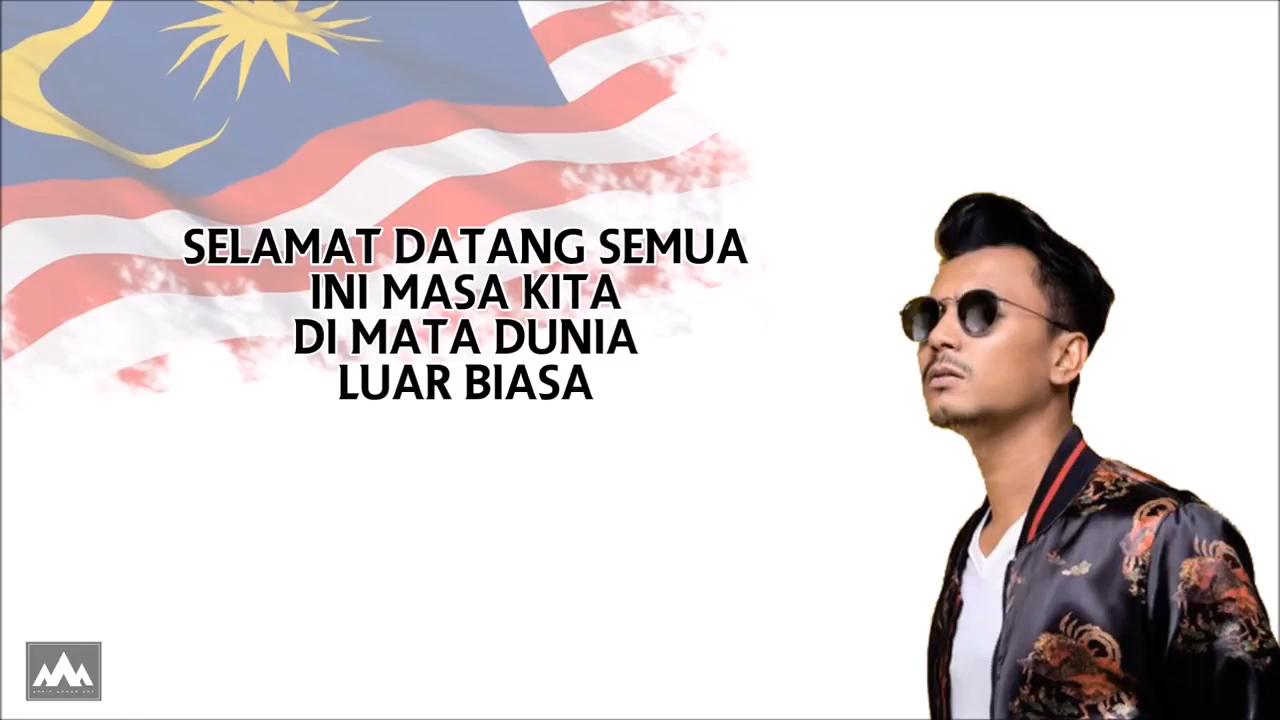 SELAMAT DATANG SEMUA
INI MASA KITA
DI MATA DUNIA
LUAR BIASA